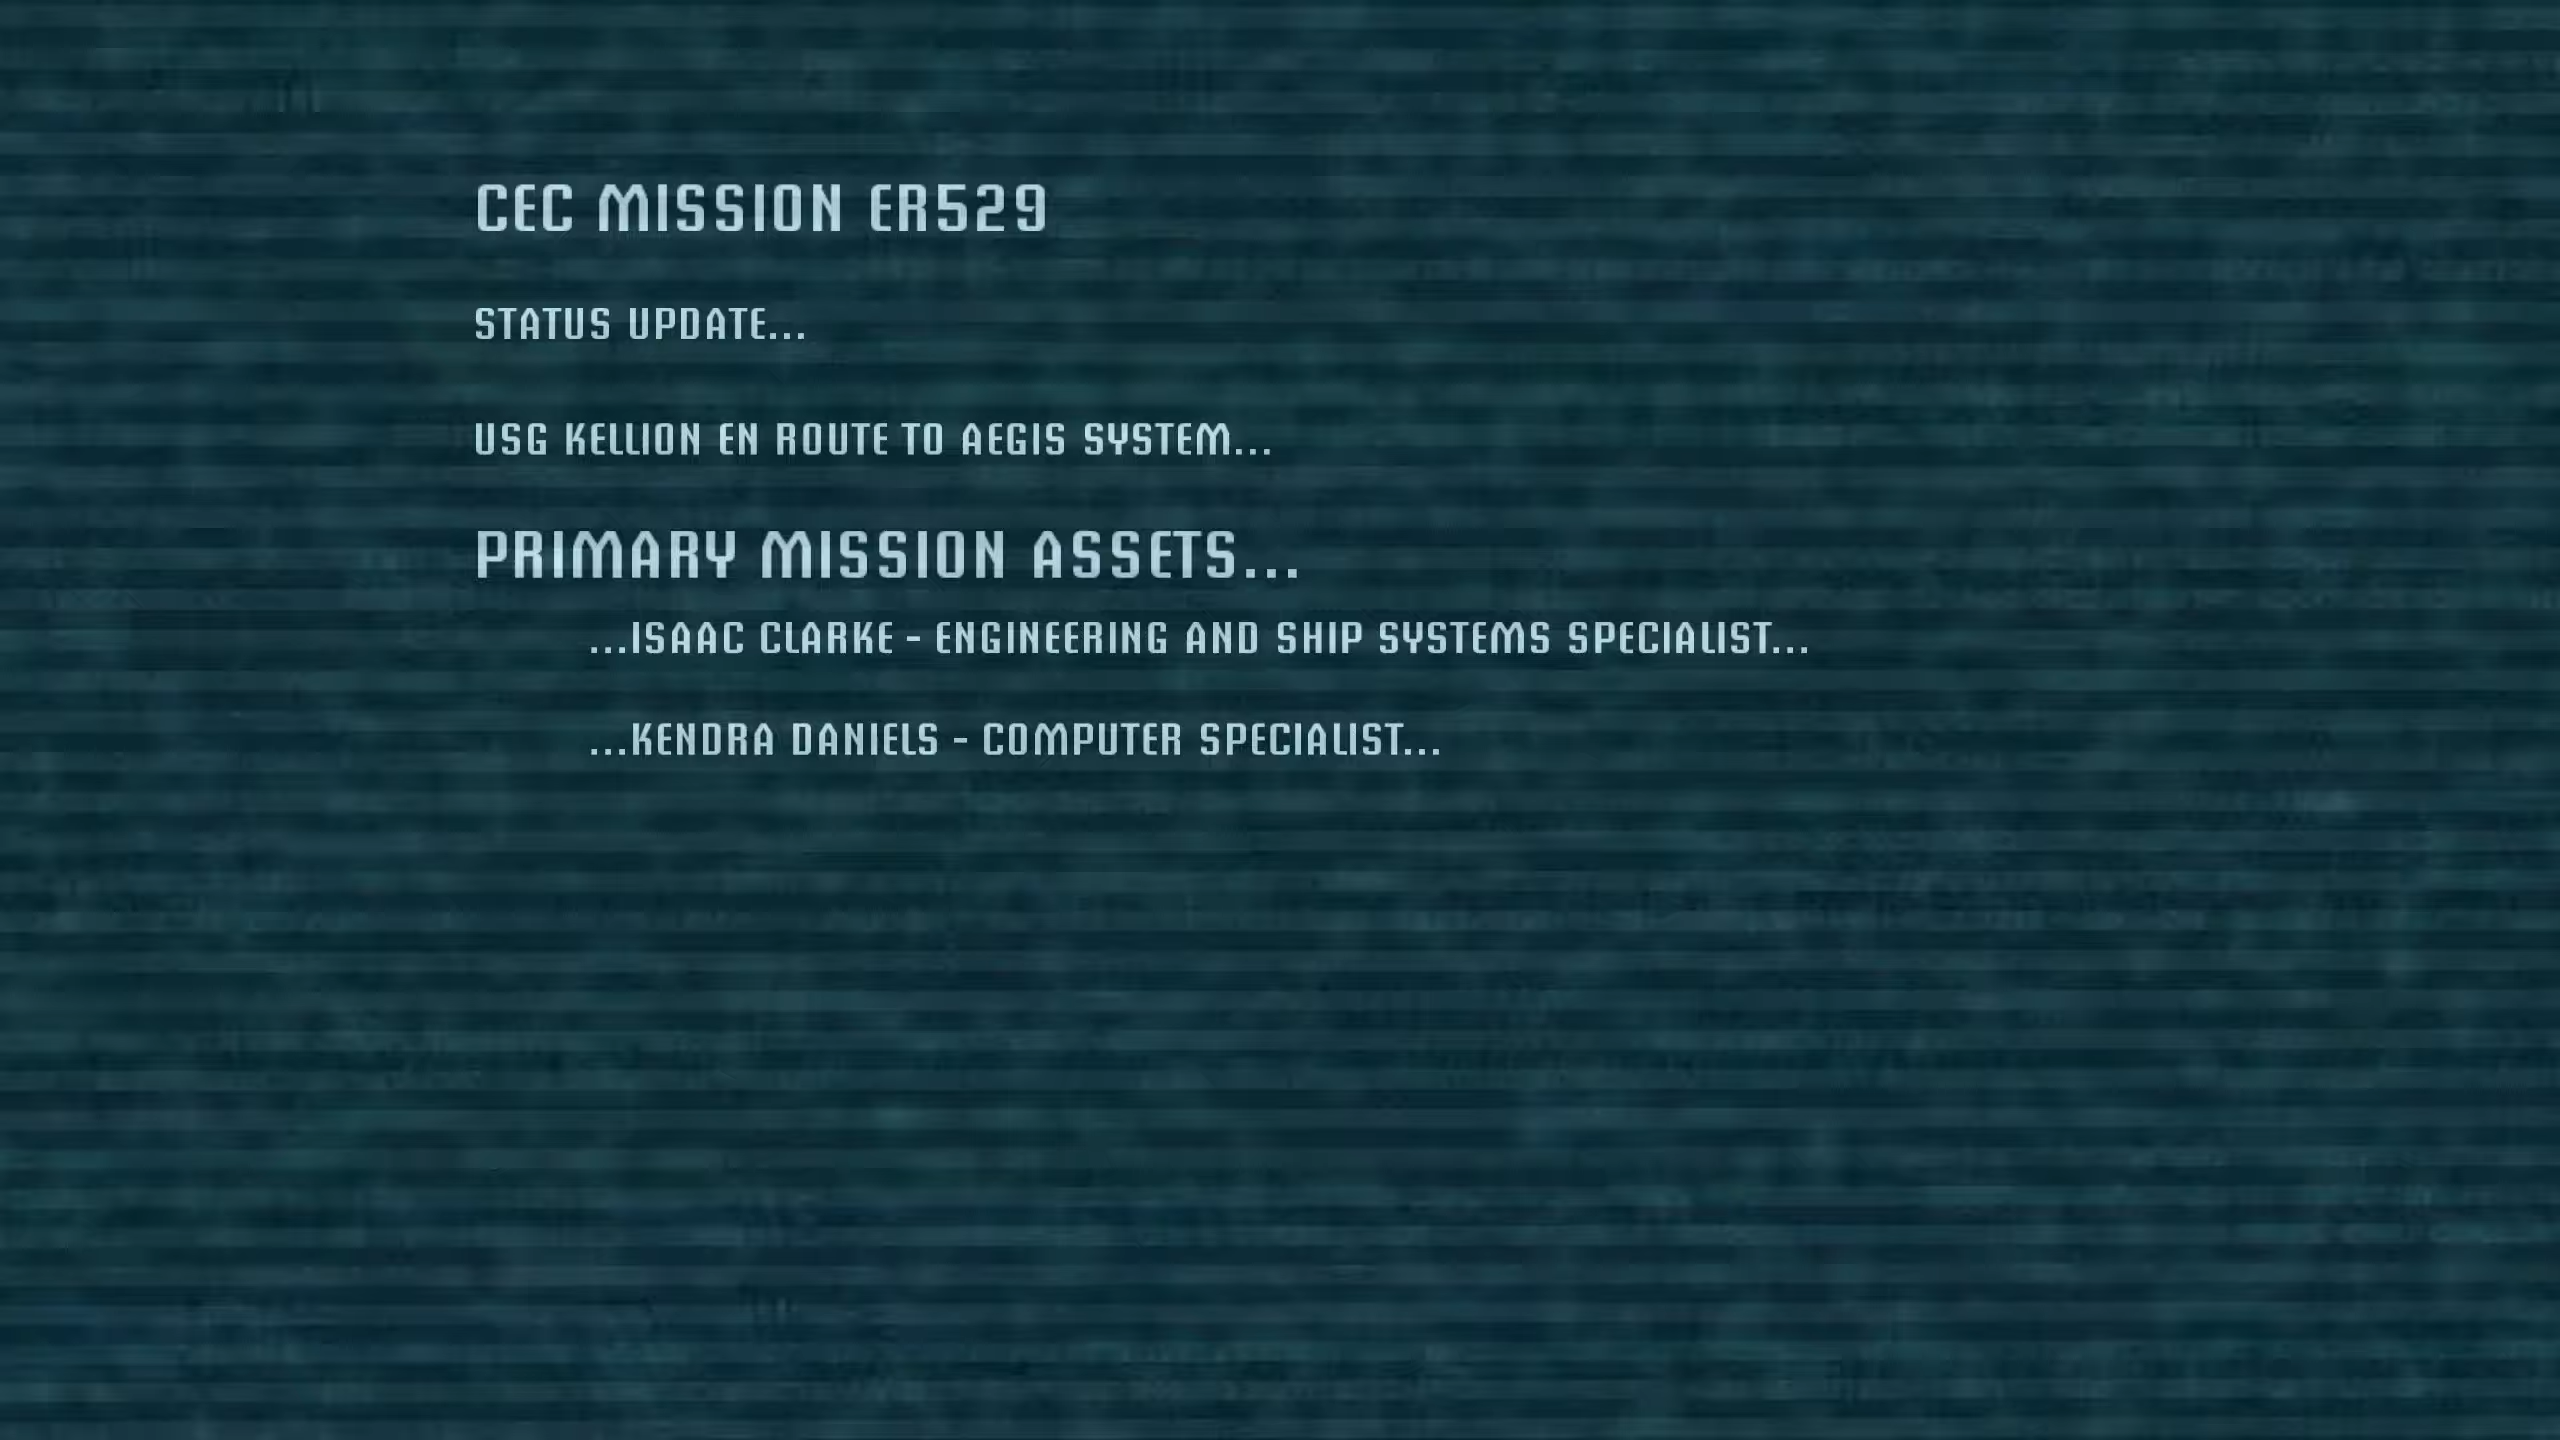 CEC MISSION ER529
STATUS UPDATE...
USG KELLION EN ROUTE TO AEGIS SYSTEM...
PRIMARY MISSION ASSETS...
...ISAAC CLARKE - ENGINEERING AND SHIP SYSTEMS SPECIALIST...
...KENDRA DANIELS - COMPUTER SPECIALIST...